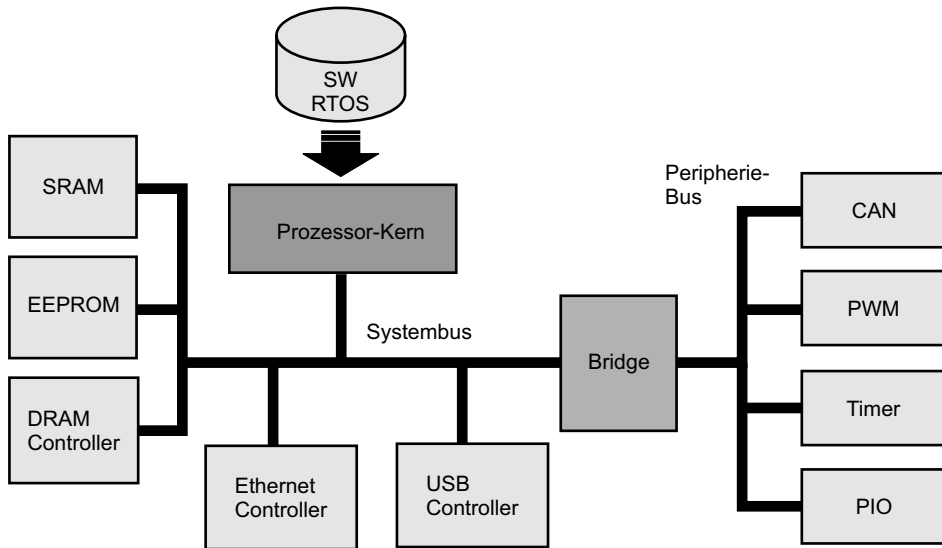 SW
RTOS
SRAM
Prozessor-Kern
Peripherie-
Bus
CAN
EEPROM
PWM
Systembus
Bridge
DRAM
Controller
Timer
Ethernet
Controller
USB
Controller
PIO